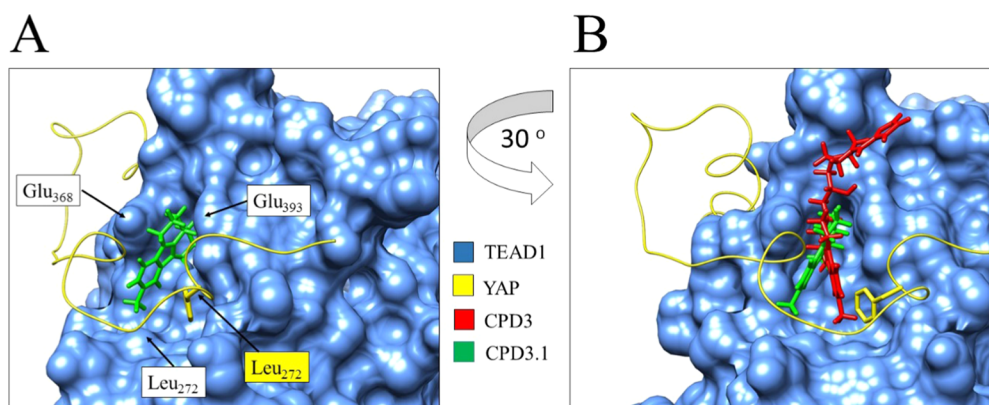 A
B
30 o
Glu368
Glu393
TEAD1
YAP
CPD3
CPD3.1
Leu272
Leu272